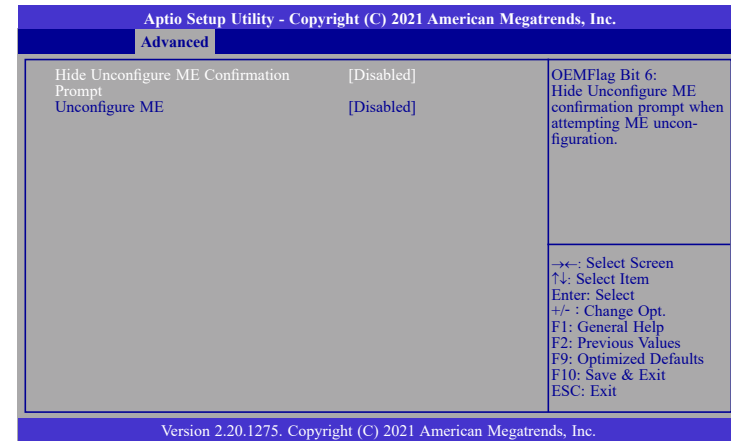 Aptio Setup Utility - Copyright (C) 2021 American Megatrends, Inc.
Advanced
Hide Unconfigure ME Confirmation [Disabled]
Prompt
Unconfigure ME [Disabled]
OEMFlag Bit 6:
Hide Unconfigure ME
confirmation prompt when
attempting ME uncon-
figuration.
→←: Select Screen
↑↓: Select Item
Enter: Select
+/- : Change Opt.
F1: General Help
F2: Previous Values
F9: Optimized Defaults
F10: Save & Exit
ESC: Exit
Version 2.20.1275. Copyright (C) 2021 American Megatrends, Inc.